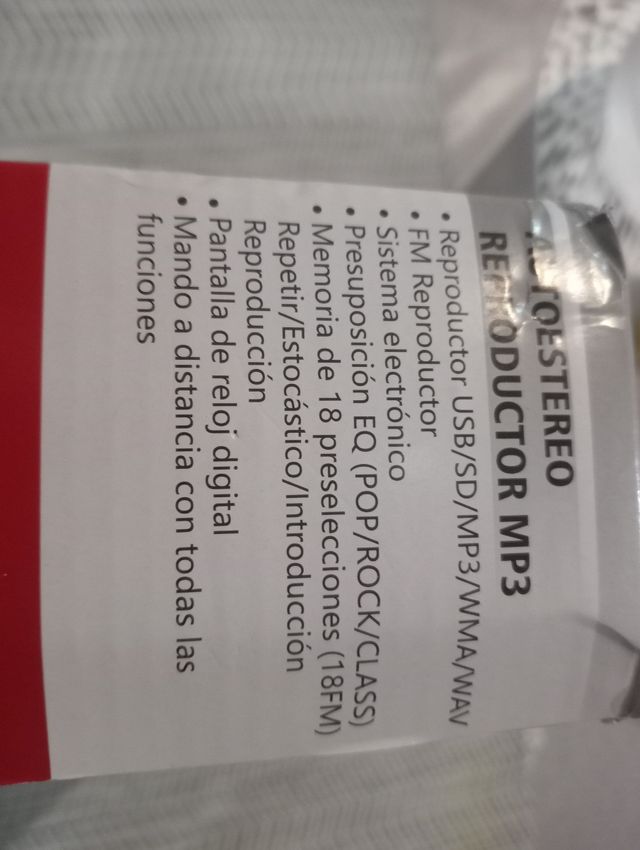 AUTOESTEREO
REPRODUCTOR MP3
• Reproductor USB/SD/MP3/WMA/WAV
• FM Reproductor
• Sistema electrónico
• Presuposición EQ (POP/ROCK/CLASS)
• Memoria de 18 preselecciones (18FM)
Repetir/Estocástico/Introducción
Reproducción
• Pantalla de reloj digital
• Mando a distancia con todas las
funciones